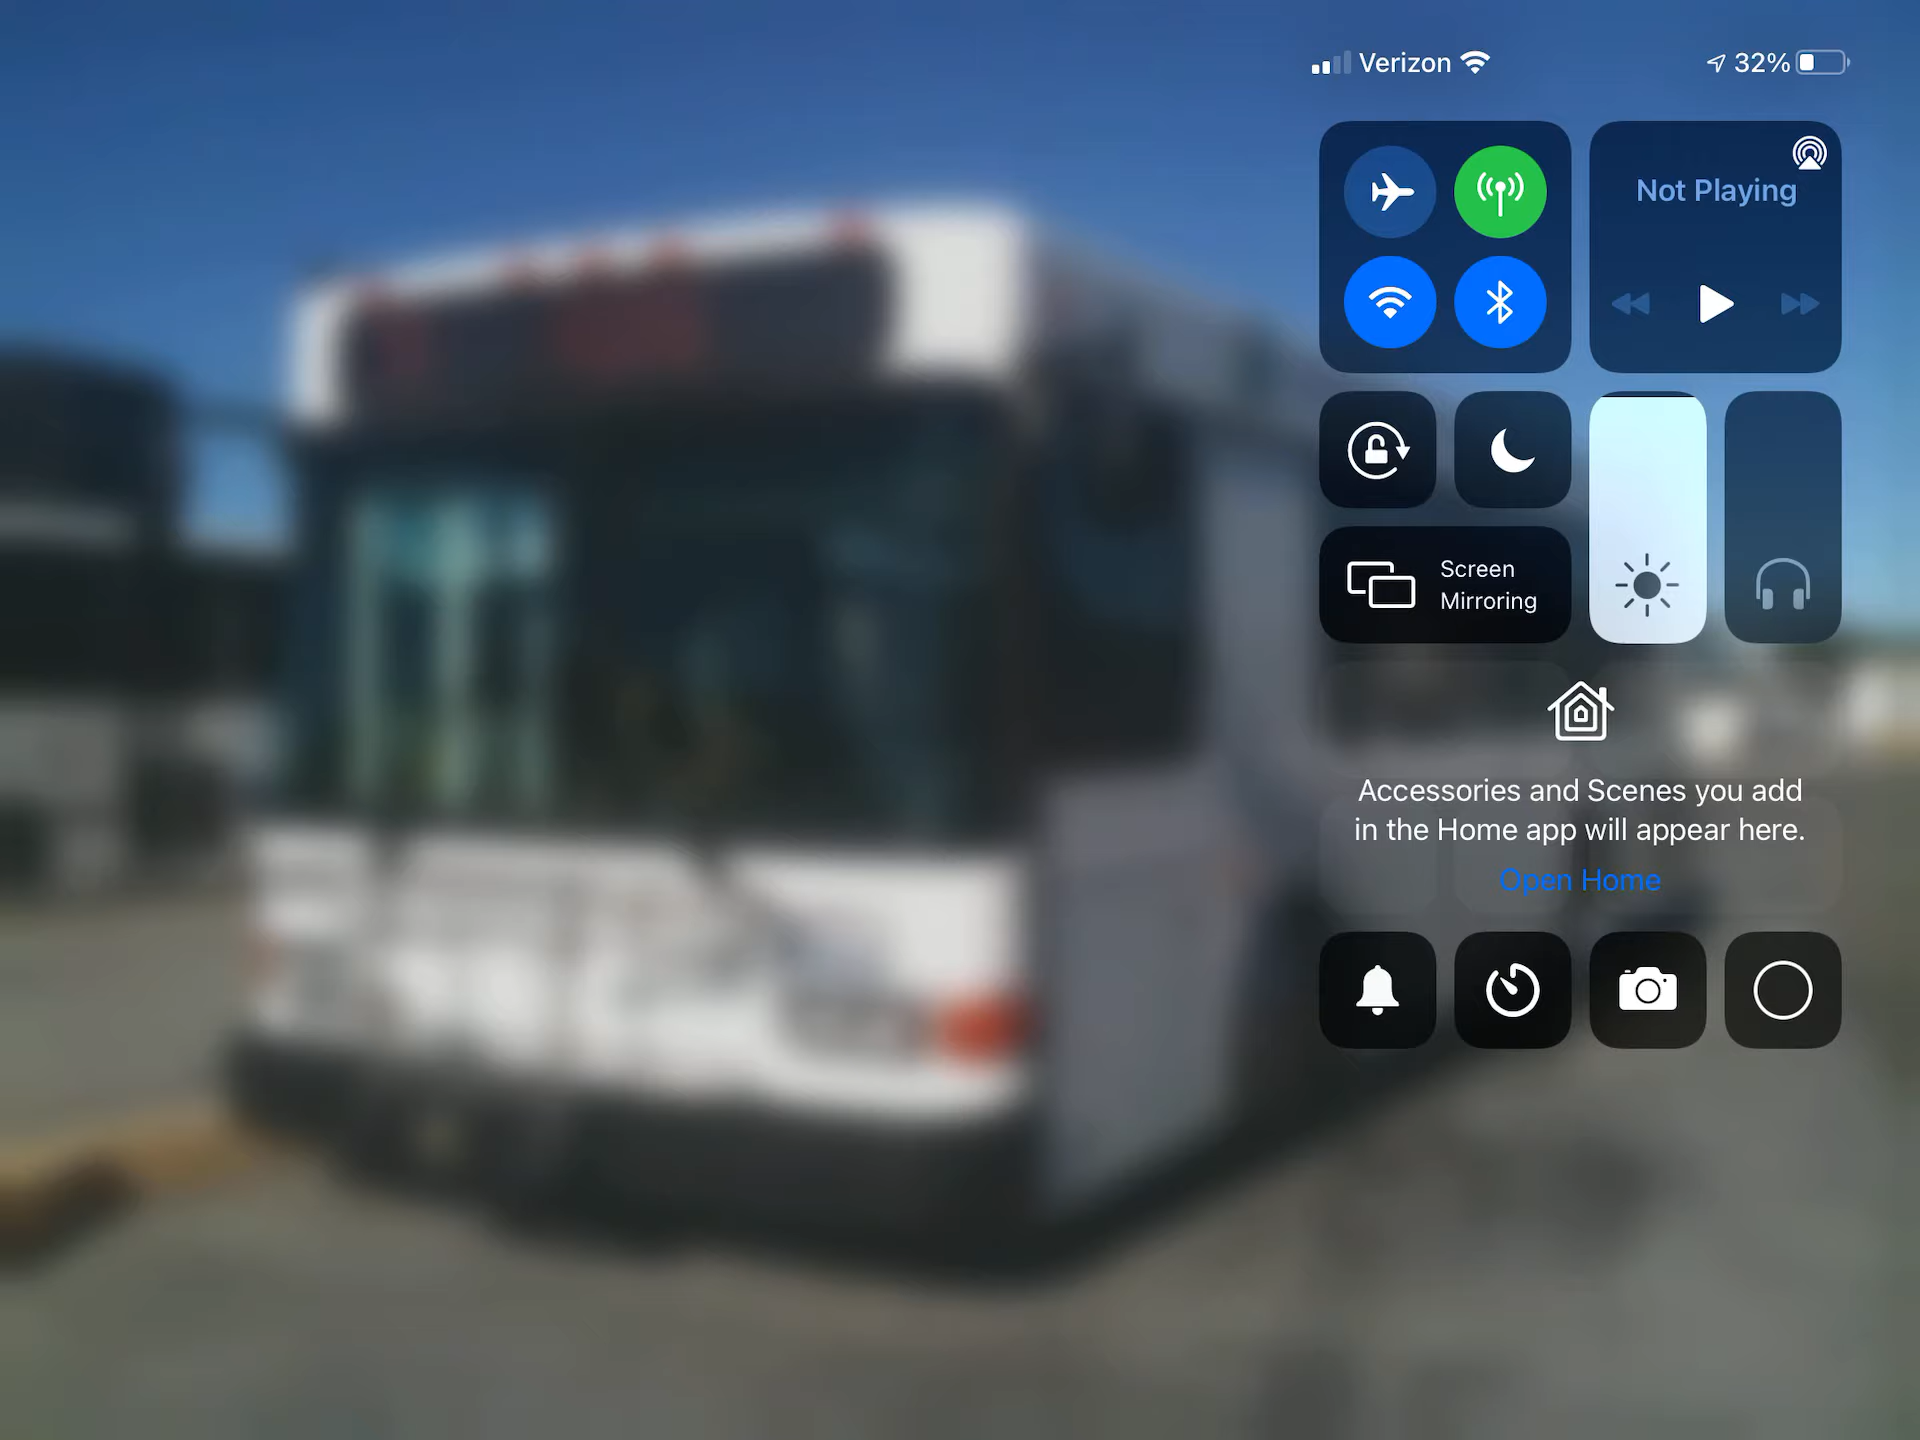 Verizon 32%
Not Playing
Screen
Mirroring
Accessories and Scenes you add
in the Home app will appear here.
Open Home